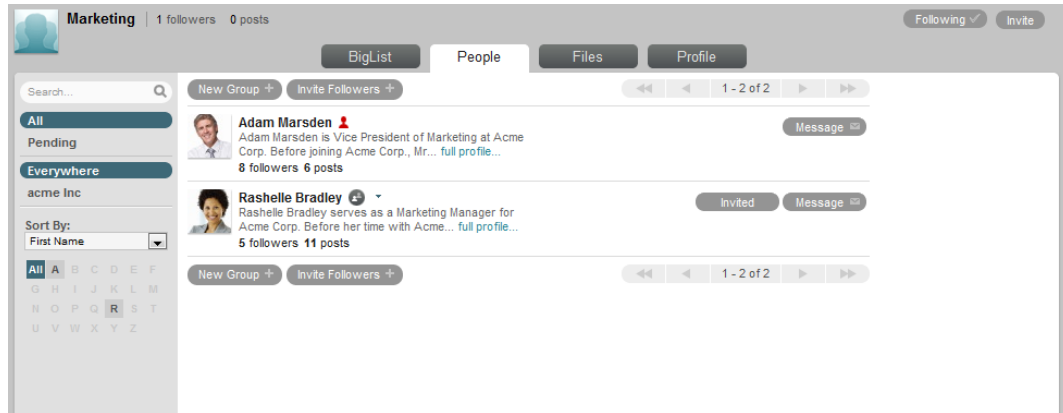 Marketing 1 followers 0 posts Following Invite
BigList People Files Profile
Search...
All
Pending
Everywhere
acme Inc
Sort By:
First Name
All A B C D E F
G H I J K L M
N O P Q R S T
U V W X Y Z
New Group + Invite Followers + 1 - 2 of 2
Adam Marsden
Adam Marsden is Vice President of Marketing at Acme
Corp. Before joining Acme Corp., Mr... full profile...
8 followers 6 posts
Message
Rashelle Bradley
Rashelle Bradley serves as a Marketing Manager for
Acme Corp. Before her time with Acme... full profile...
5 followers 11 posts
Invited Message
New Group + Invite Followers + 1 - 2 of 2